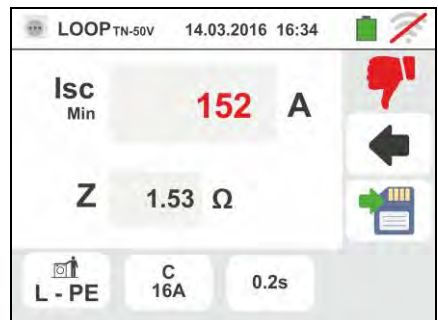 LOOP TN-50V 14.03.2016 16:34
Isc
Min
152 A
Z 1.53 Ω
L - PE
C
16A
0.2s